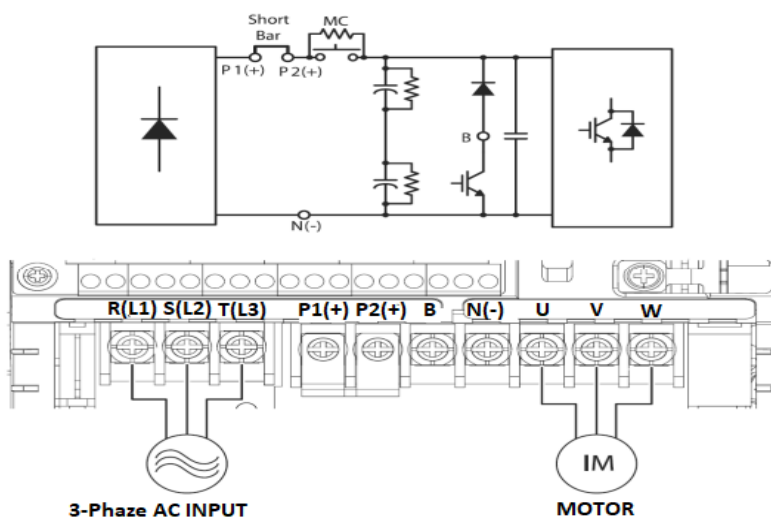 Short
Bar
MC
P1(+) P2(+)
B
N(-)
R(L1) S(L2) T(L3) P1(+) P2(+) B N(-) U V W
IM
3-Phaze AC INPUT
MOTOR